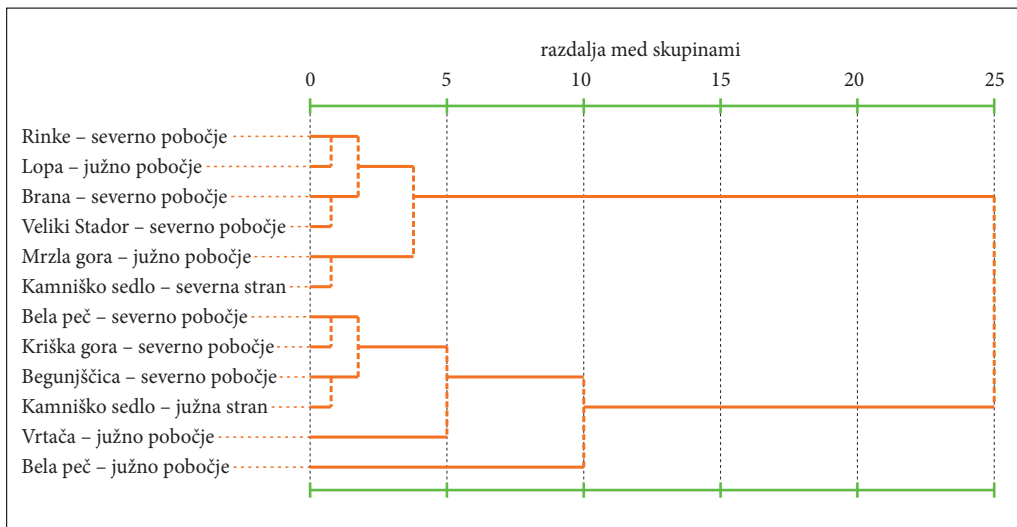 razdalja med skupinami
0 5 10 15 20 25
Rinke – severno pobočje
Lopa – južno pobočje
Brana – severno pobočje
Veliki Stador – severno pobočje
Mrzla gora – južno pobočje
Kamniško sedlo – severna stran
Bela peč – severno pobočje
Kriška gora – severno pobočje
Begunjščica – severno pobočje
Kamniško sedlo – južna stran
Vrtača – južno pobočje
Bela peč – južno pobočje